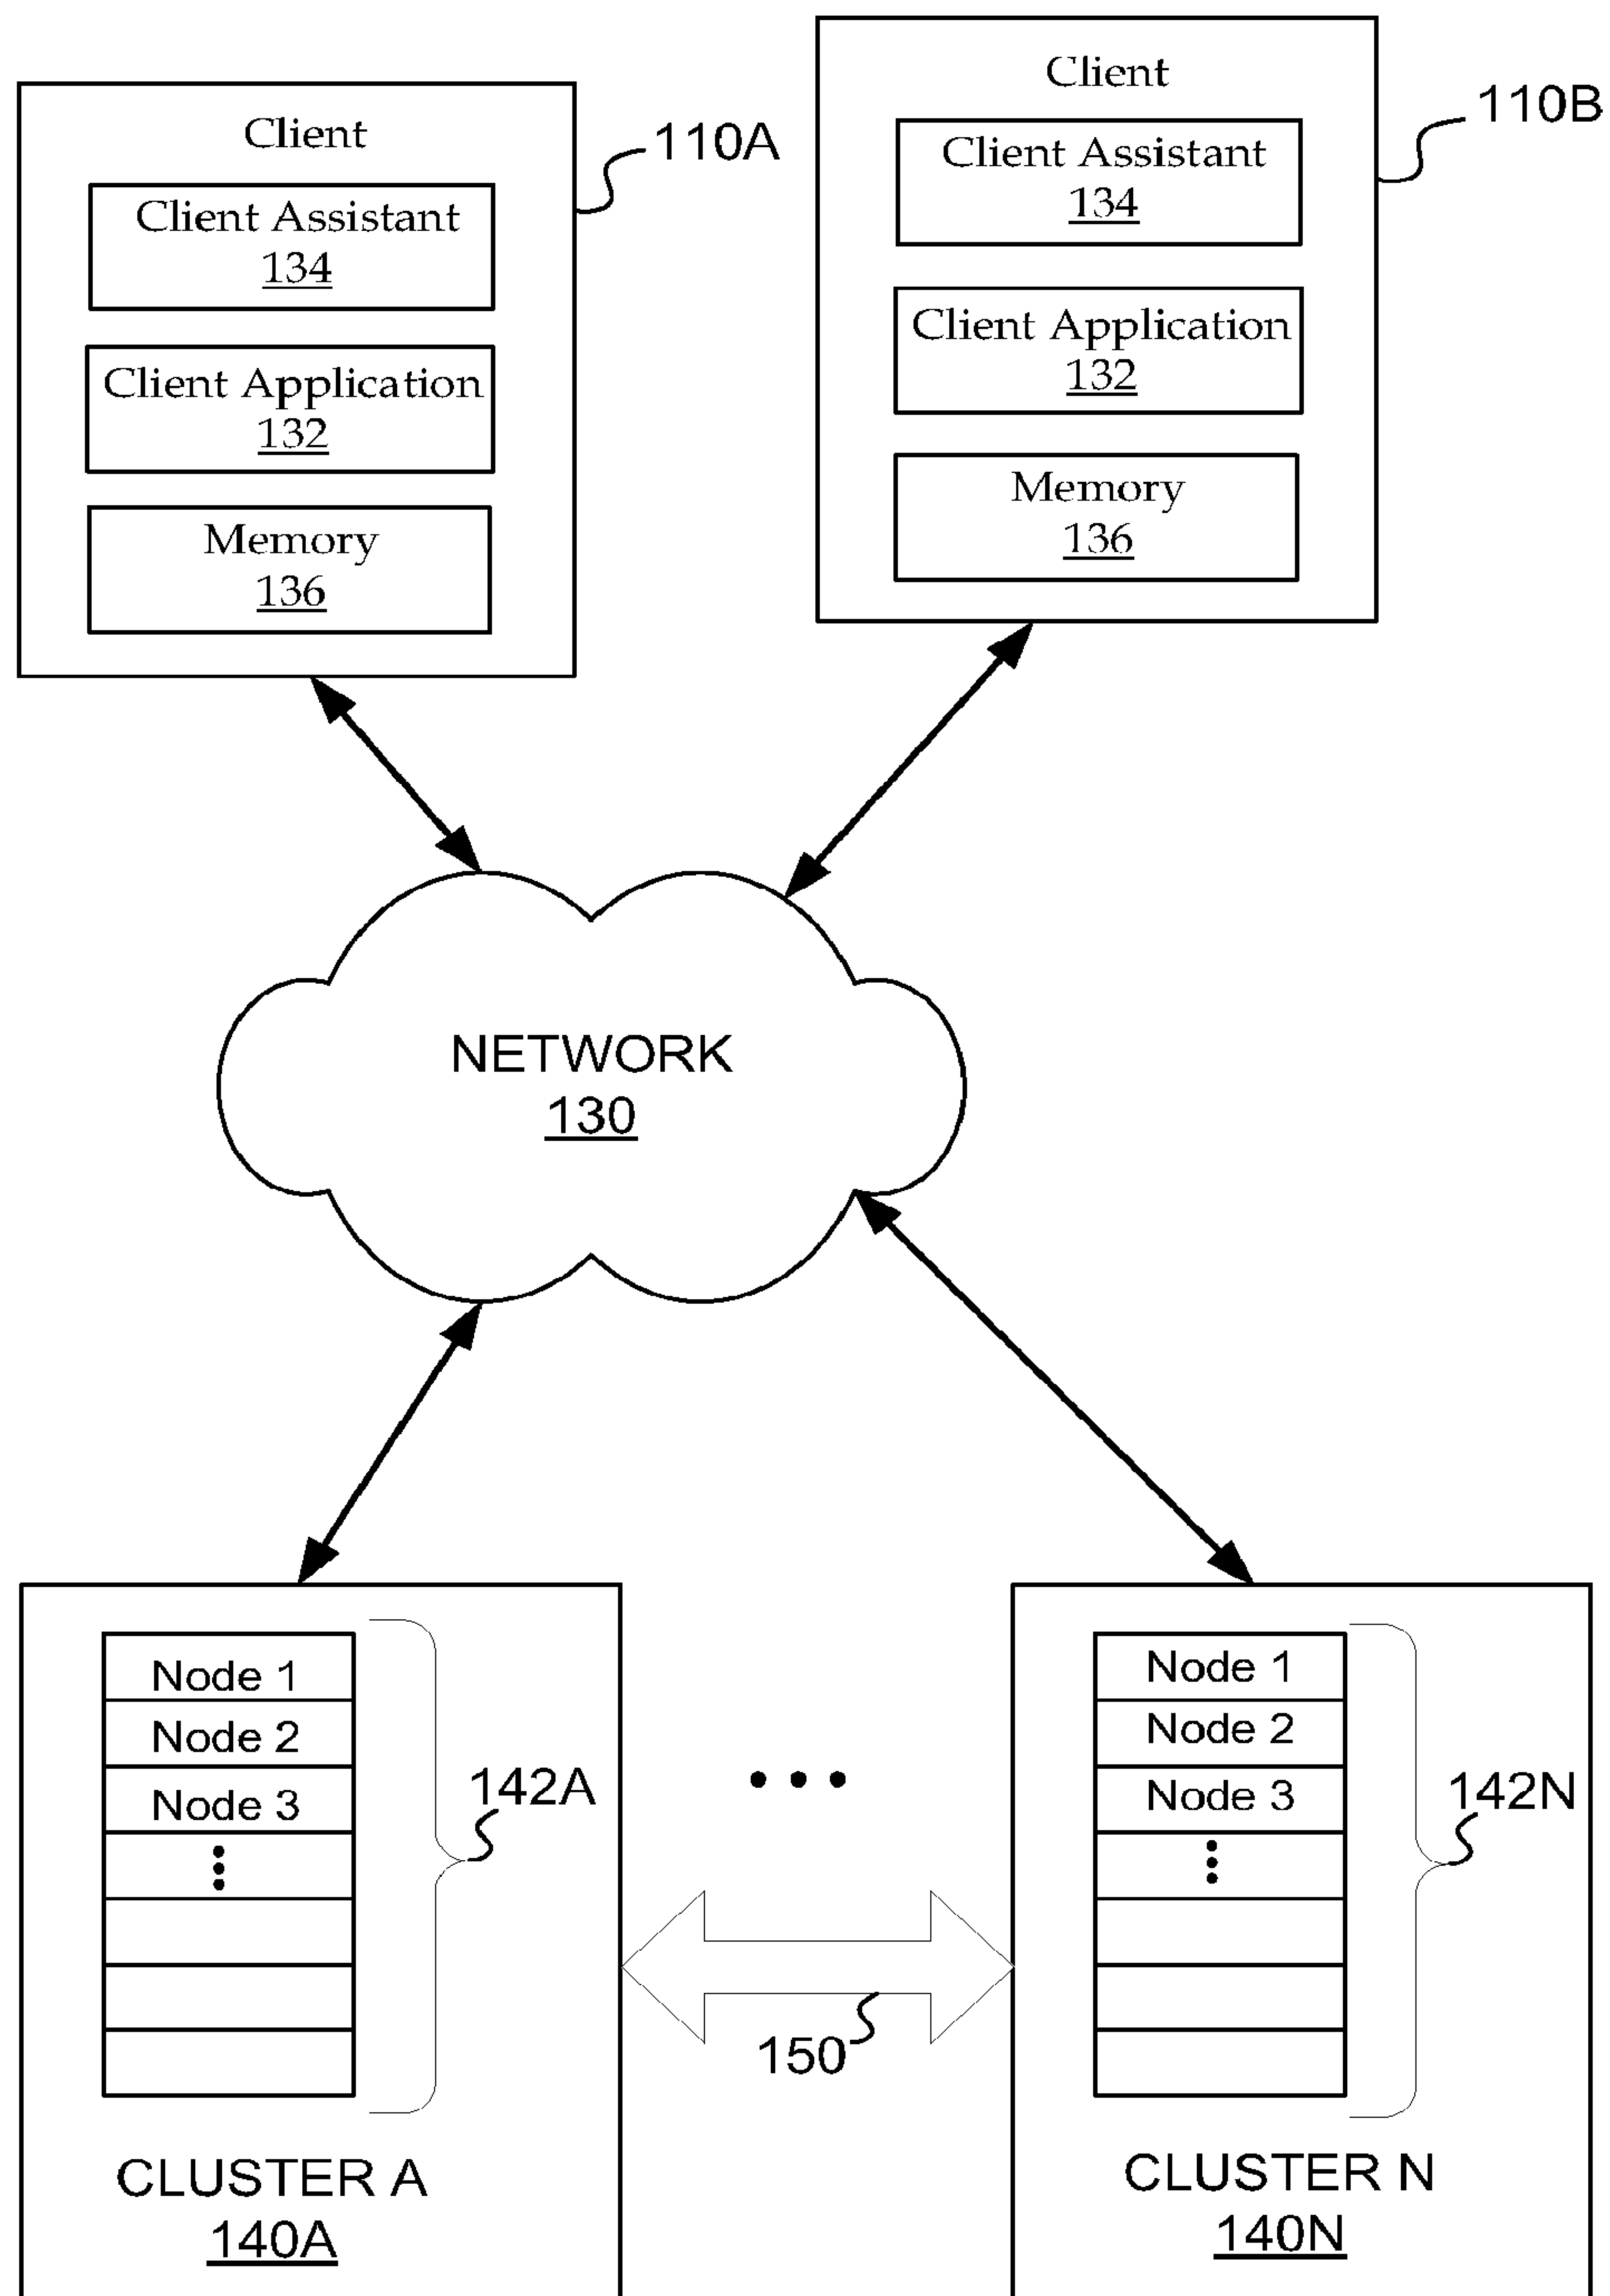 Client
Client Assistant
134
Client Application
132
Memory
136
110A
Client
Client Assistant
134
Client Application
132
Memory
136
110B
NETWORK
130
Node 1
Node 2
Node 3
142A
CLUSTER A
140A
150
Node 1
Node 2
Node 3
142N
CLUSTER N
140N